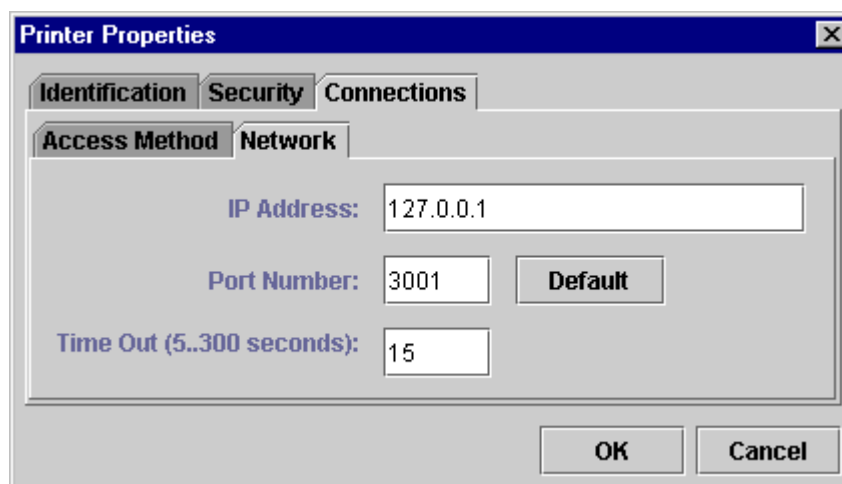 Printer Properties
Identification Security Connections
Access Method Network
IP Address: 127.0.0.1
Port Number: 3001 Default
Time Out (5..300 seconds): 15
OK Cancel